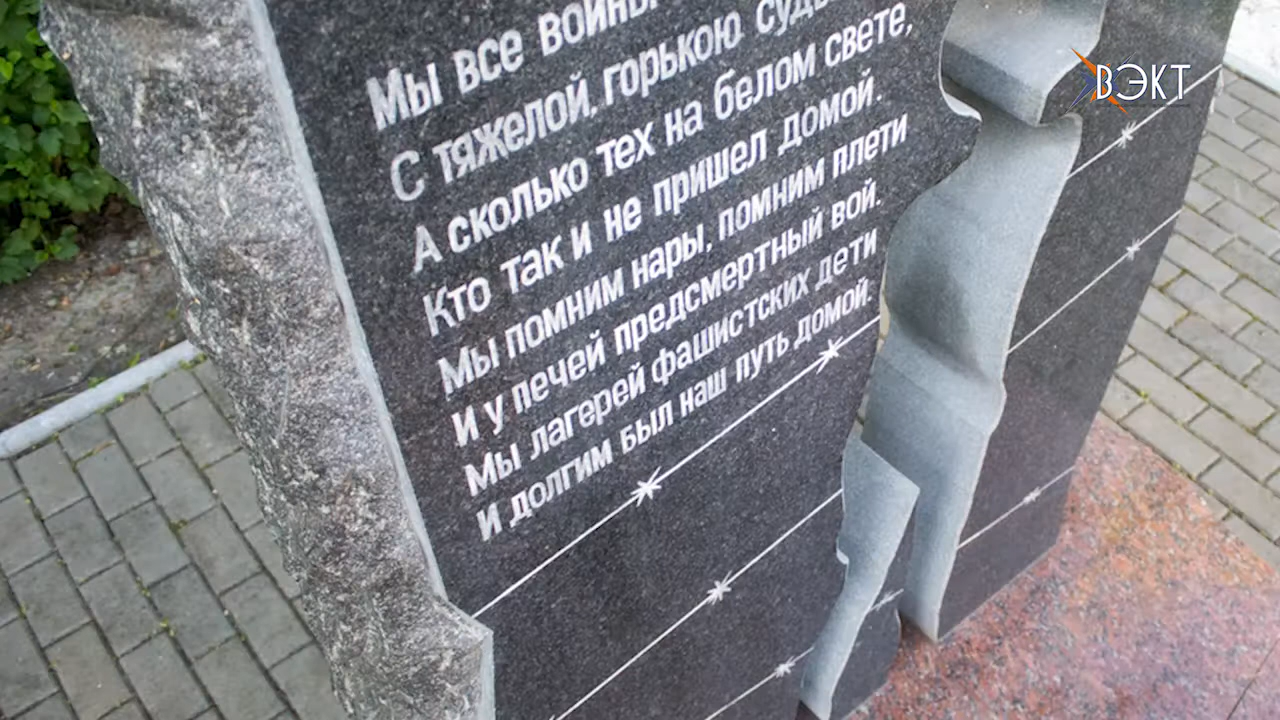 Мы все войны
С тяжелой, горькою
А сколько тех на белом свете,
Кто так и не пришел домой.
Мы помним нары, помним плети
И у печей предсмертный вой.
Мы лагерей фашистских дети
И долгим был наш путь домой.
ВЭКТ